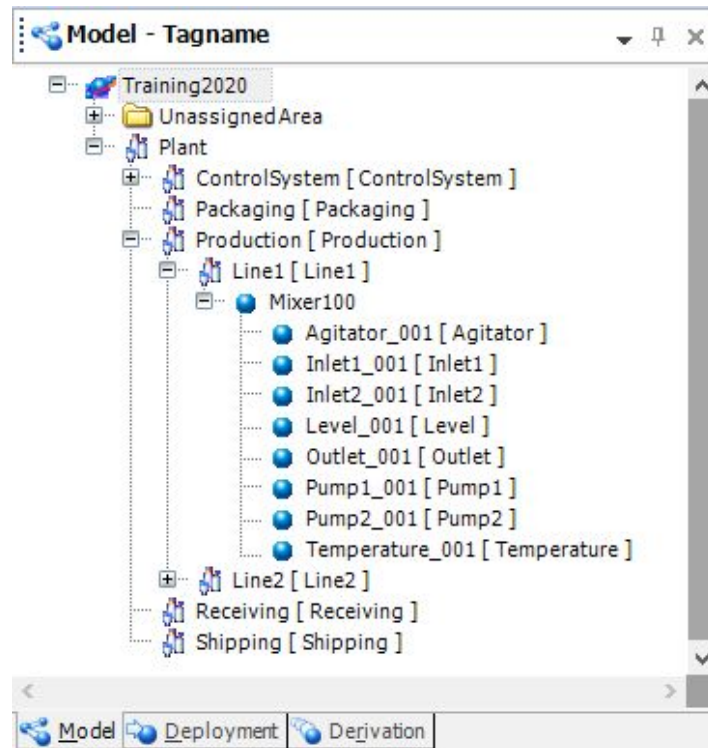 Model - Tagname
Training2020
UnassignedArea
Plant
ControlSystem [ ControlSystem ]
Packaging [ Packaging ]
Production [ Production ]
Line1 [ Line1 ]
Mixer100
Agitator_001 [ Agitator ]
Inlet1_001 [ Inlet1 ]
Inlet2_001 [ Inlet2 ]
Level_001 [ Level ]
Outlet_001 [ Outlet ]
Pump1_001 [ Pump1 ]
Pump2_001 [ Pump2 ]
Temperature_001 [ Temperature ]
Line2 [ Line2 ]
Receiving [ Receiving ]
Shipping [ Shipping ]
Model Deployment Derivation